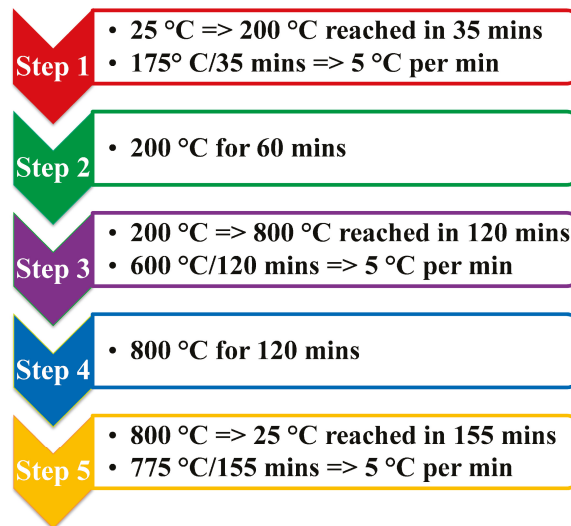 Step 1
• 25 °C => 200 °C reached in 35 mins
• 175° C/35 mins => 5 °C per min
Step 2
• 200 °C for 60 mins
Step 3
• 200 °C => 800 °C reached in 120 mins
• 600 °C/120 mins => 5 °C per min
Step 4
• 800 °C for 120 mins
Step 5
• 800 °C => 25 °C reached in 155 mins
• 775 °C/155 mins => 5 °C per min